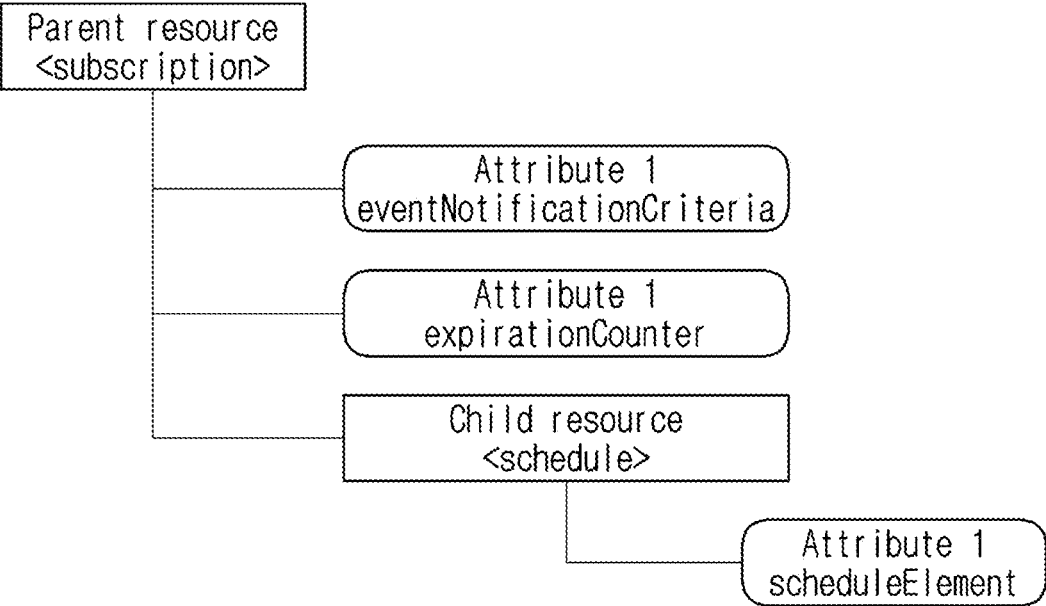 Parent resource
<subscription>
Attribute 1
eventNotificationCriteria
Attribute 1
expirationCounter
Child resource
<schedule>
Attribute 1
scheduleElement